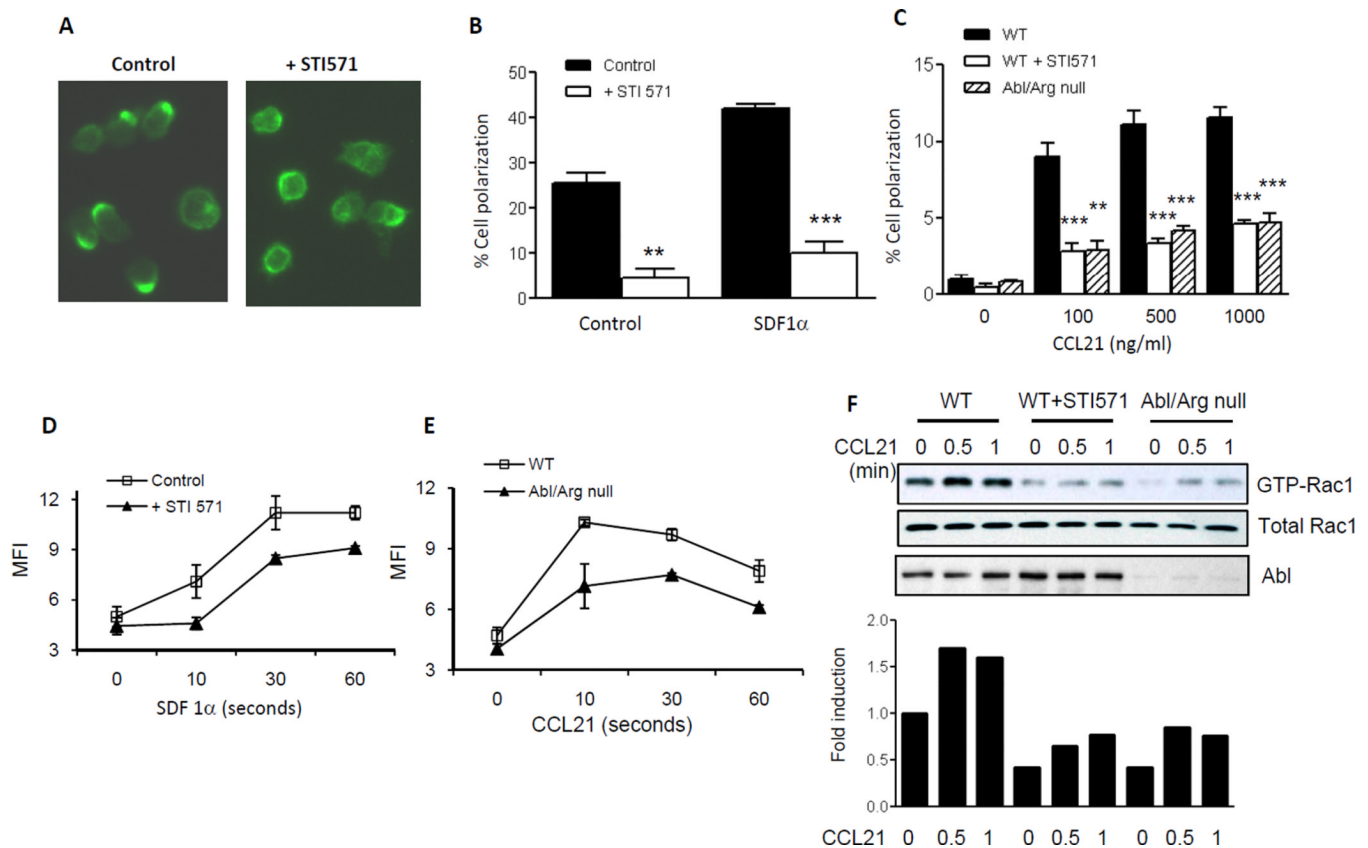 A
Control
+ STI571
B
Control
+ STI 571
% Cell polarization
50
40
30
20
10
0
**
***
Control
SDF1α
C
WT
WT + STI571
Abl/Arg null
% Cell polarization
15
10
5
0
*** **
*** ***
*** ***
0 100 500 1000
CCL21 (ng/ml)
D
Control
+ STI 571
MFI
12
9
6
3
0 10 30 60
SDF 1α (seconds)
E
WT
Abl/Arg null
MFI
12
9
6
3
0 10 30 60
CCL21 (seconds)
F
WT WT+STI571 Abl/Arg null
CCL21 0 0.5 1 0 0.5 1 0 0.5 1
(min)
GTP-Rac1
Total Rac1
Abl
Fold induction
2.0
1.5
1.0
0.5
0.0
CCL21 0 0.5 1 0 0.5 1 0 0.5 1